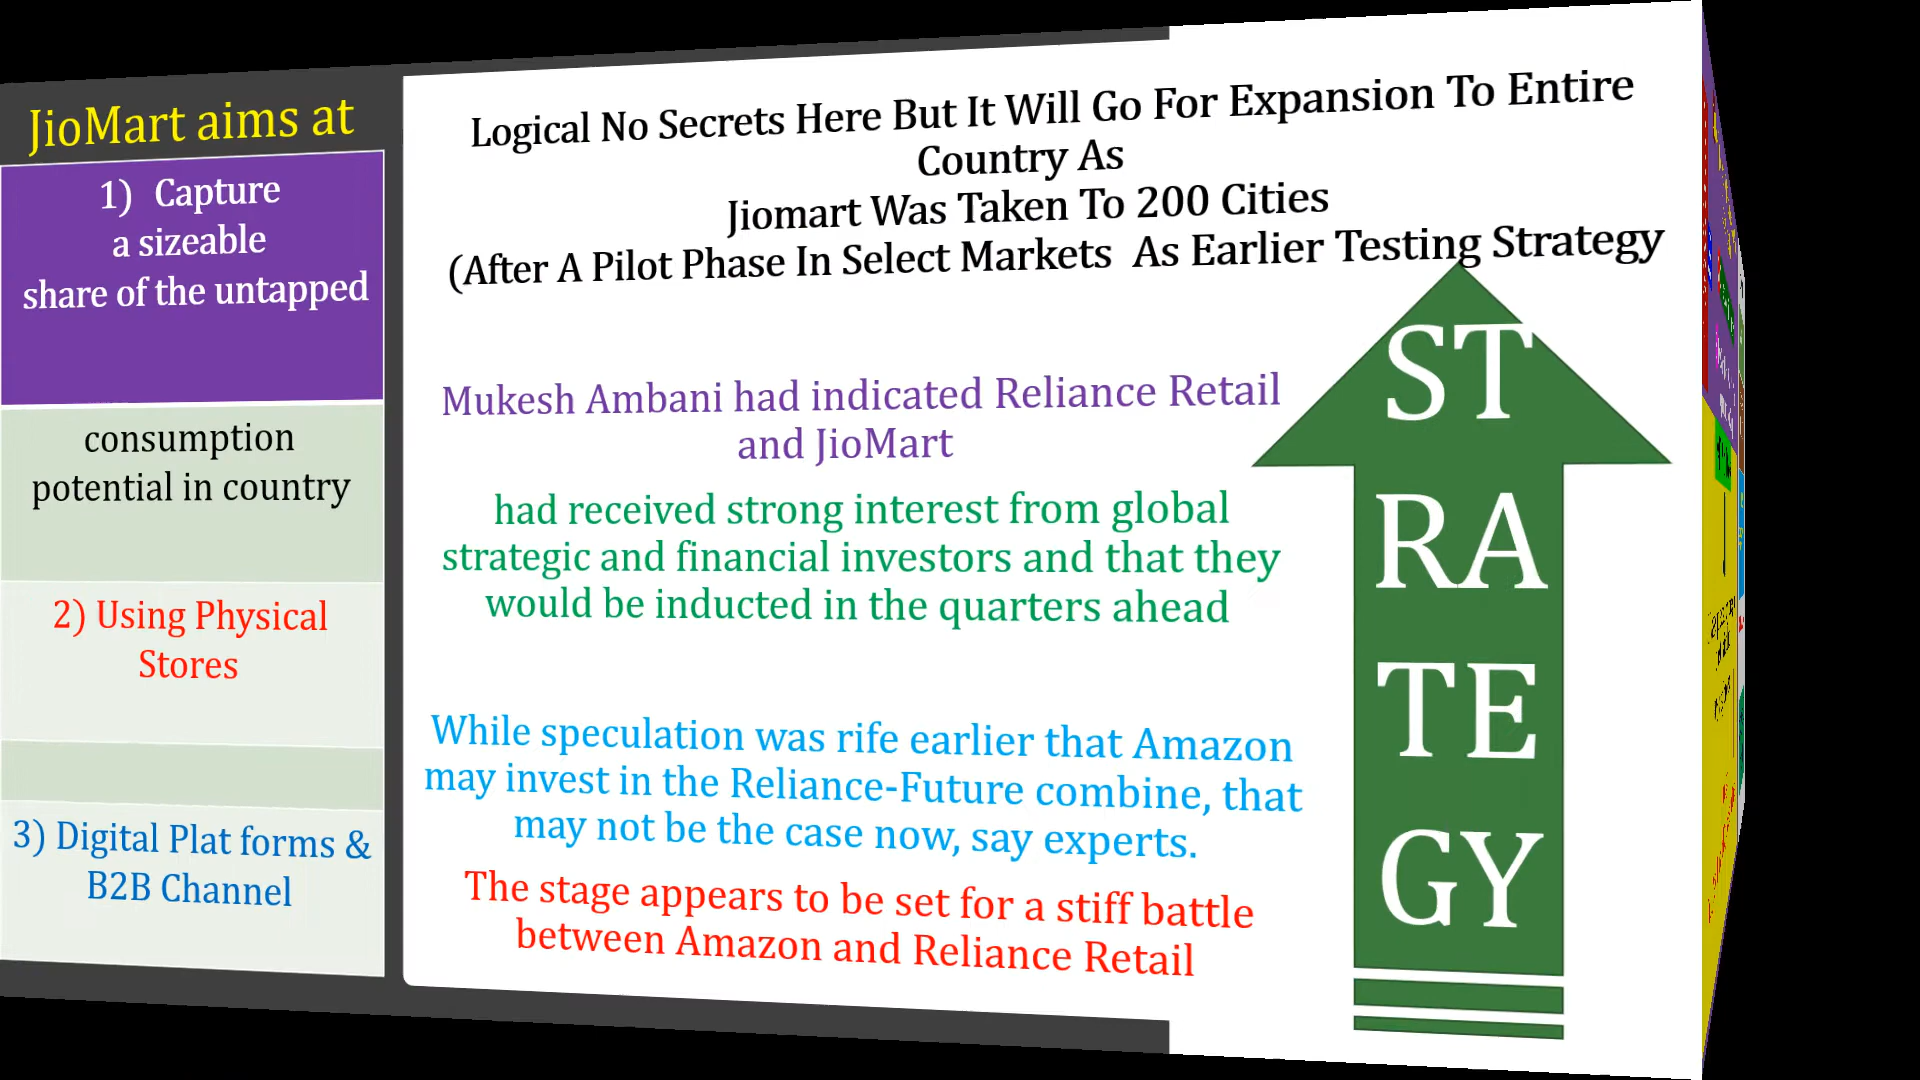 JioMart aims at
1) Capture
a sizeable
share of the untapped
consumption
potential in country
2) Using Physical
Stores
3) Digital Plat forms &
B2B Channel
Logical No Secrets Here But It Will Go For Expansion To Entire
Country As
Jiomart Was Taken To 200 Cities
(After A Pilot Phase In Select Markets As Earlier Testing Strategy
Mukesh Ambani had indicated Reliance Retail
and JioMart
had received strong interest from global
strategic and financial investors and that they
would be inducted in the quarters ahead
While speculation was rife earlier that Amazon
may invest in the Reliance-Future combine, that
may not be the case now, say experts.
The stage appears to be set for a stiff battle
between Amazon and Reliance Retail
ST
RA
TE
GY